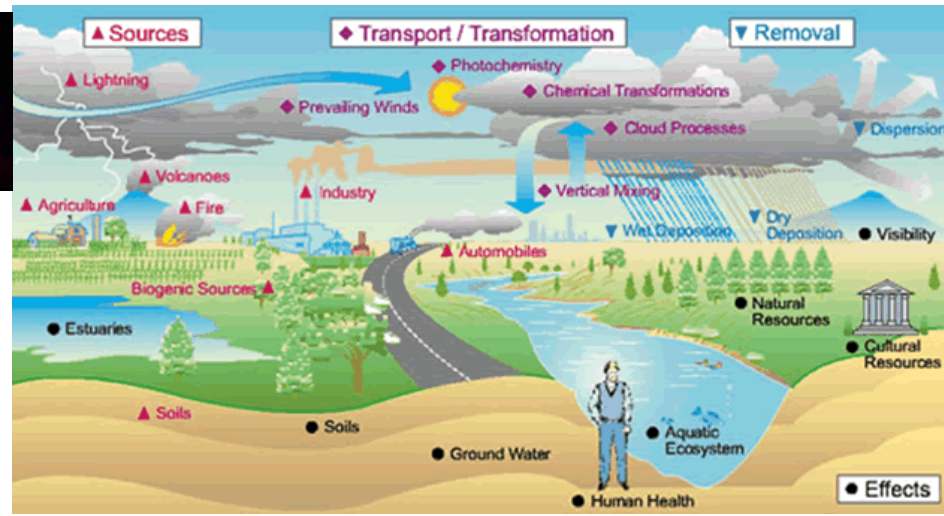 Sources
Transport / Transformation
Removal
Lightning
Photochemistry
Prevailing Winds
Chemical Transformations
Cloud Processes
Dispersion
Volcanoes
Industry
Vertical Mixing
Agriculture
Fire
Wet Deposition
Dry
Deposition
Visibility
Automobiles
Biogenic Sources
Natural
Resources
Estuaries
Cultural
Resources
Soils
Soils
Aquatic
Ecosystem
Ground Water
Human Health
Effects